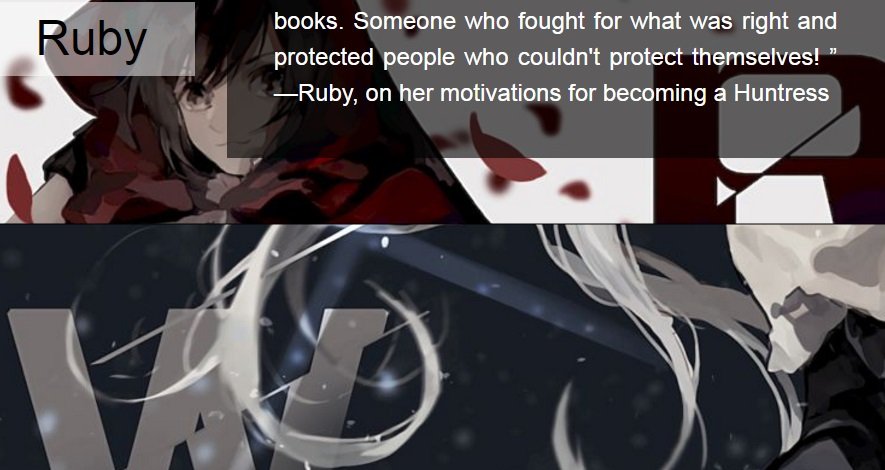 Ruby
books. Someone who fought for what was right and
protected people who couldn't protect themselves! ”
—Ruby, on her motivations for becoming a Huntress
R
W